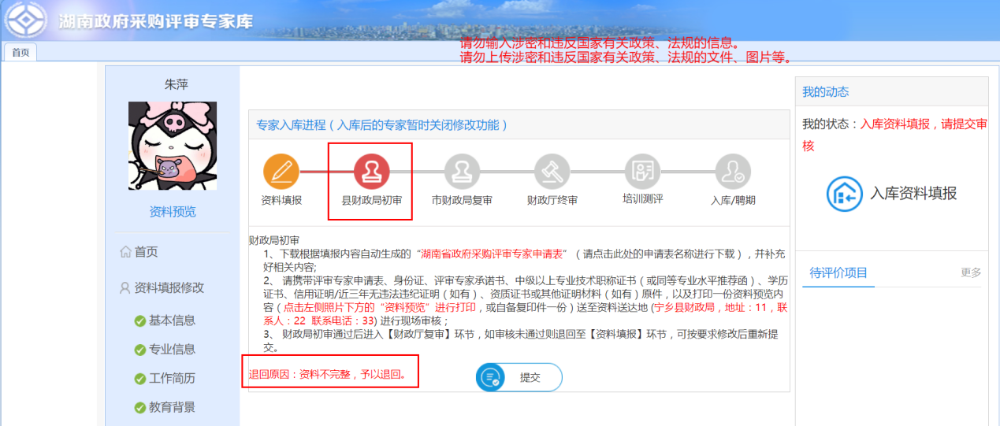 湖南政府采购评审专家库
请勿输入涉密和违反国家有关政策、法规的信息。
请勿上传涉密和违反国家有关政策、法规的文件、图片等。
首页
朱萍
资料预览
首页
资料填报修改
基本信息
专业信息
工作简历
教育背景
专家入库进程（入库后的专家暂时关闭修改功能）
资料填报
县财政局初审
市财政局复审
财政厅终审
培训测评
入库/聘期
财政局初审
1、下载根据填报内容自动生成的“湖南省政府采购评审专家申请表”（请点击此处的申请表名称进行下载），并补充
好相关内容;
2、 请携带评审专家申请表、身份证、评审专家承诺书、中级以上专业技术职称证书（或同等专业水平推荐函）、学历
证书、信用证明/近三年无违法违纪证明（如有）、资质证书或其他证明材料（如有）原件，以及打印一份资料预览内
容（点击左侧照片下方的“资料预览”进行打印，或自备复印件一份）送至资料送达地 (宁乡县财政局，地址：11，联
系人：22 联系电话：33) 进行现场审核；
3、 财政局初审通过后进入【财政厅复审】环节，如审核未通过则退回至【资料填报】环节，可按要求修改后重新提
交。
退回原因：资料不完整，予以退回。
提交
我的动态
我的状态：入库资料填报，请提交审
核
入库资料填报
待评价项目
更多